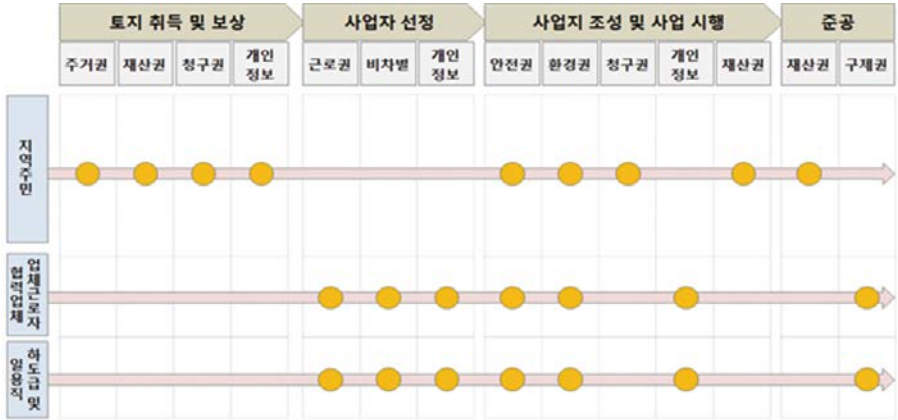 토지 취득 및 보상
사업자 선정
사업지 조성 및 사업 시행
준공
주거권
재산권
청구권
개인
정보
근로권
비차별
개인
정보
안전권
환경권
청구권
개인
정보
재산권
재산권
구제권
지역주민
협력업체
업체근로자
하도급 및
일용직